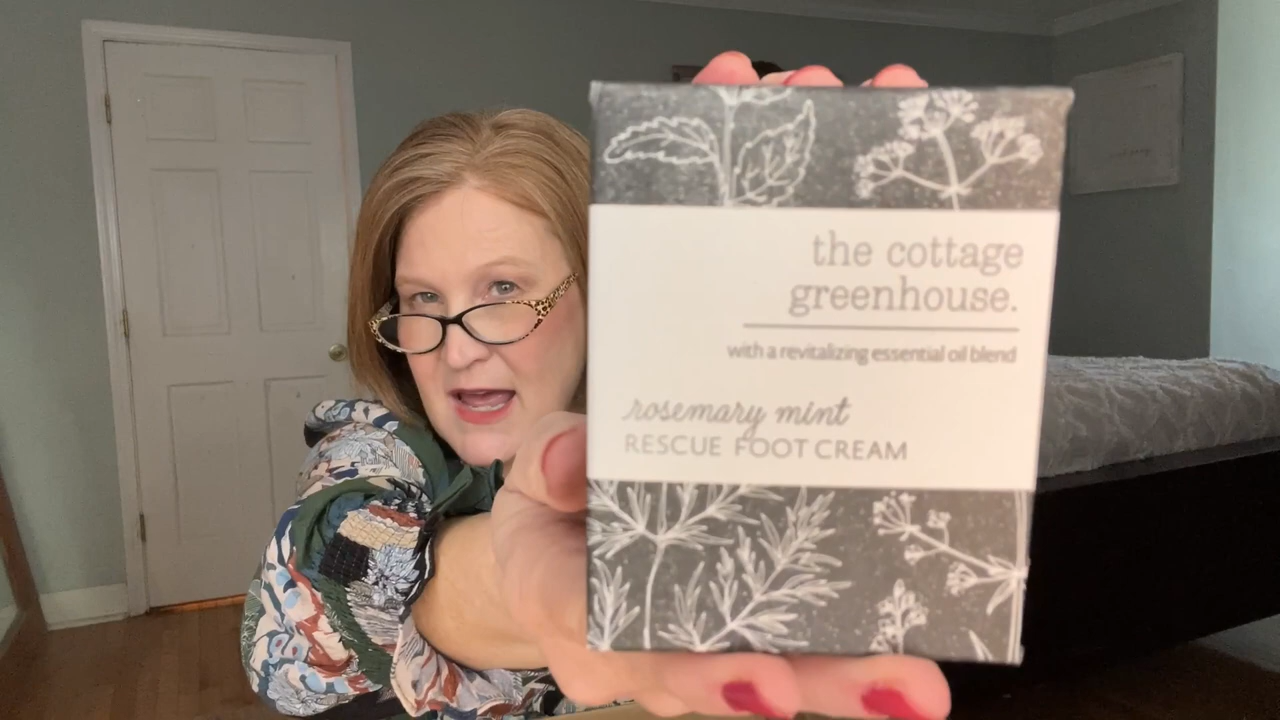 the cottage
greenhouse.
with a revitalizing essential oil blend
rosemary mint
RESCUE FOOT CREAM